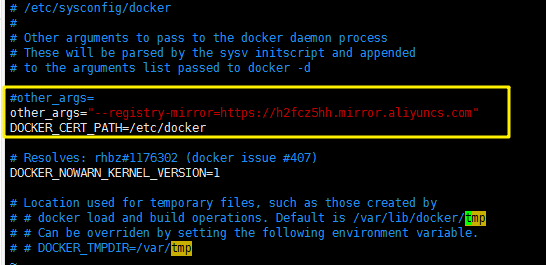 # /etc/sysconfig/docker
#
# Other arguments to pass to the docker daemon process
# These will be parsed by the sysv initscript and appended
# to the arguments list passed to docker -d
#other_args=
other_args="--registry-mirror=https://h2fcz5hh.mirror.aliyuncs.com"
DOCKER_CERT_PATH=/etc/docker
# Resolves: rhbz#1176302 (docker issue #407)
DOCKER_NOWARN_KERNEL_VERSION=1
# Location used for temporary files, such as those created by
# # docker load and build operations. Default is /var/lib/docker/tmp
# # Can be overriden by setting the following environment variable.
# # DOCKER_TMPDIR=/var/tmp
~